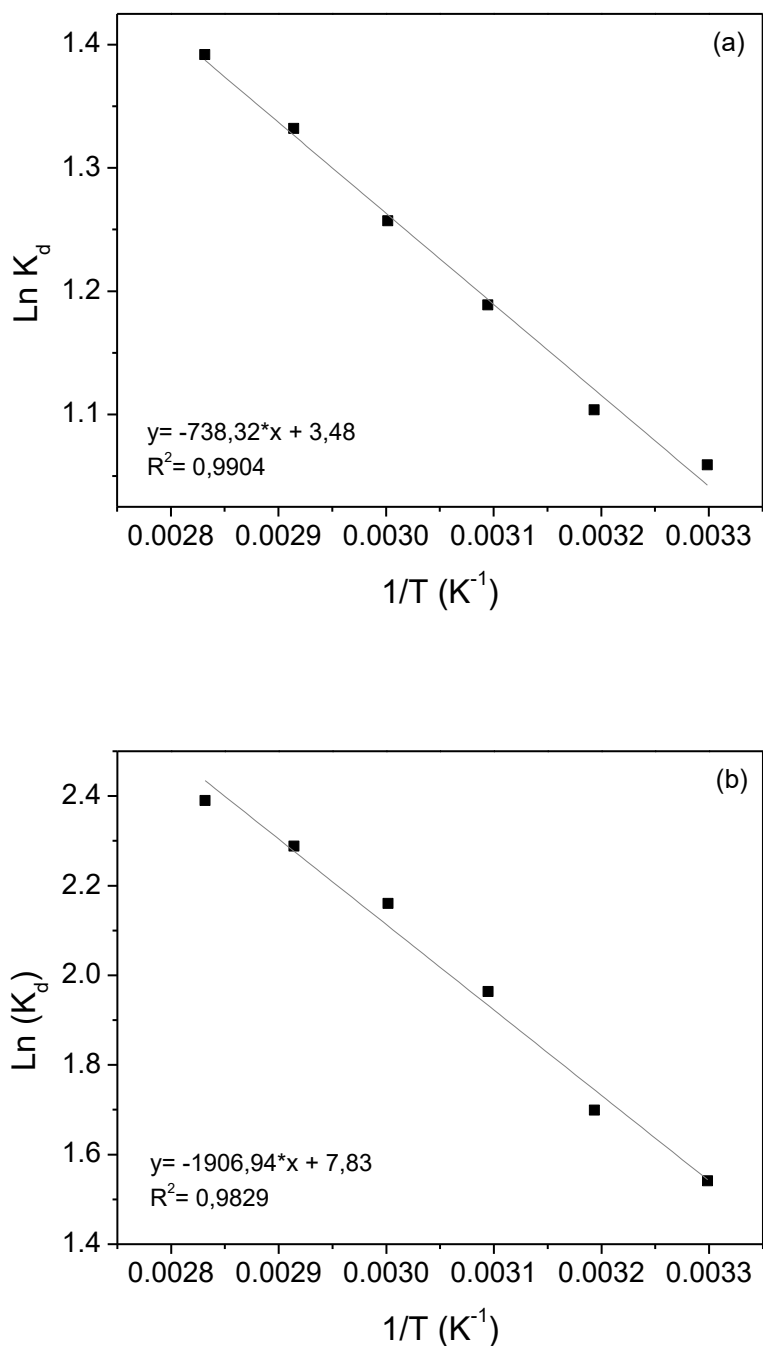 (a)
1.4
1.3
1.2
1.1
Ln K_d
y= -738,32*x + 3,48
R²= 0,9904
0.0028 0.0029 0.0030 0.0031 0.0032 0.0033
1/T (K⁻¹)
(b)
2.4
2.2
2.0
1.8
1.6
1.4
Ln (K_d)
y= -1906,94*x + 7,83
R²= 0,9829
0.0028 0.0029 0.0030 0.0031 0.0032 0.0033
1/T (K⁻¹)